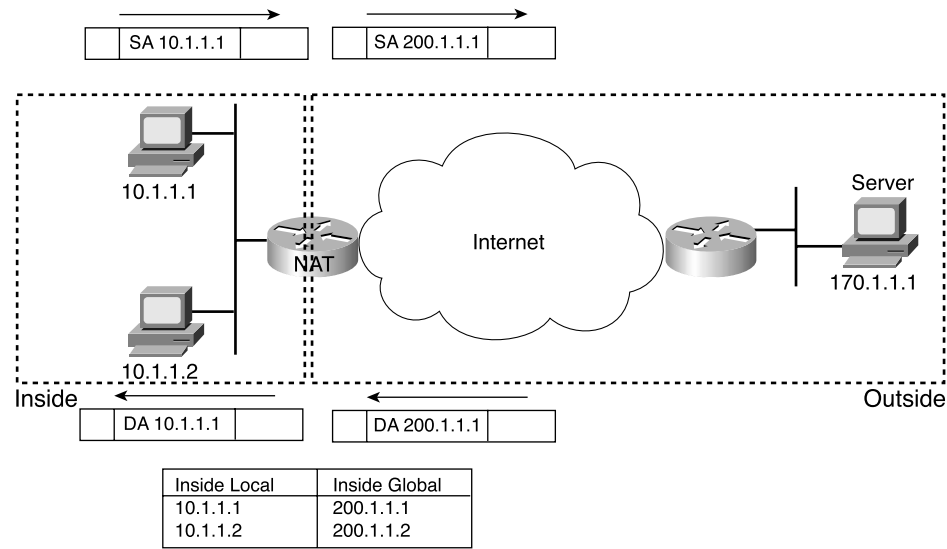 SA 10.1.1.1
SA 200.1.1.1
10.1.1.1
Server
Internet
NAT
170.1.1.1
10.1.1.2
Inside
Outside
DA 10.1.1.1
DA 200.1.1.1
Inside Local Inside Global
10.1.1.1 200.1.1.1
10.1.1.2 200.1.1.2